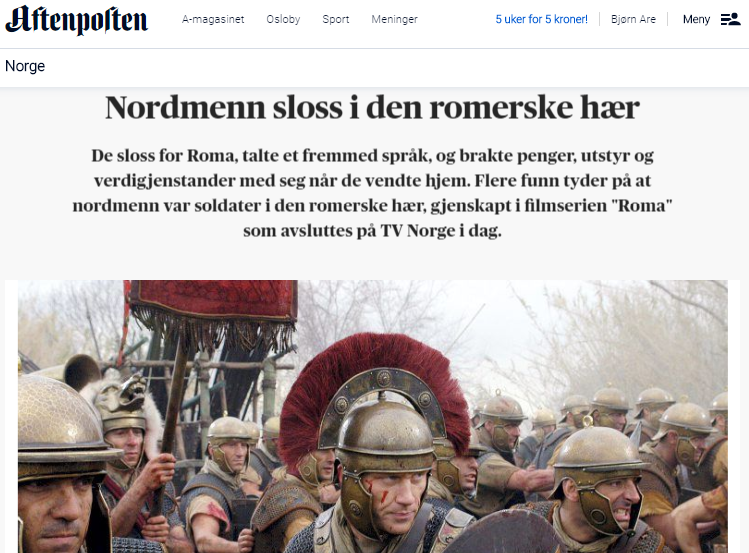 Aftenposten
A-magasinet Osloby Sport Meninger 5 uker for 5 kroner! Bjørn Are Meny
Norge
Nordmenn sloss i den romerske hær
De sloss for Roma, talte et fremmed språk, og brakte penger, utstyr og
verdigjenstander med seg når de vendte hjem. Flere funn tyder på at
nordmenn var soldater i den romerske hær, gjenskapt i filmserien "Roma"
som avsluttes på TV Norge i dag.